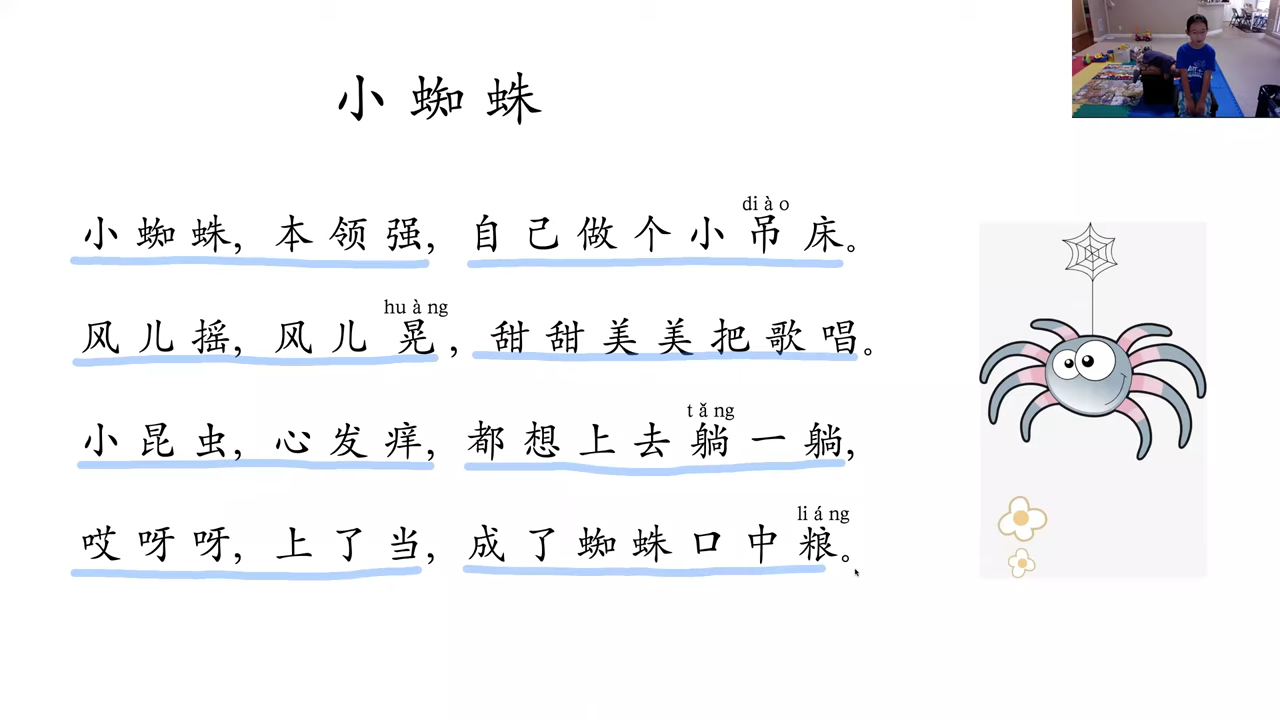 小蜘蛛
diào
小蜘蛛，本领强，自己做个小吊床。
huàng
风儿摇，风儿晃，甜甜美美把歌唱。
tǎng
小昆虫，心发痒，都想上去躺一躺，
liáng
哎呀呀，上了当，成了蜘蛛口中粮。